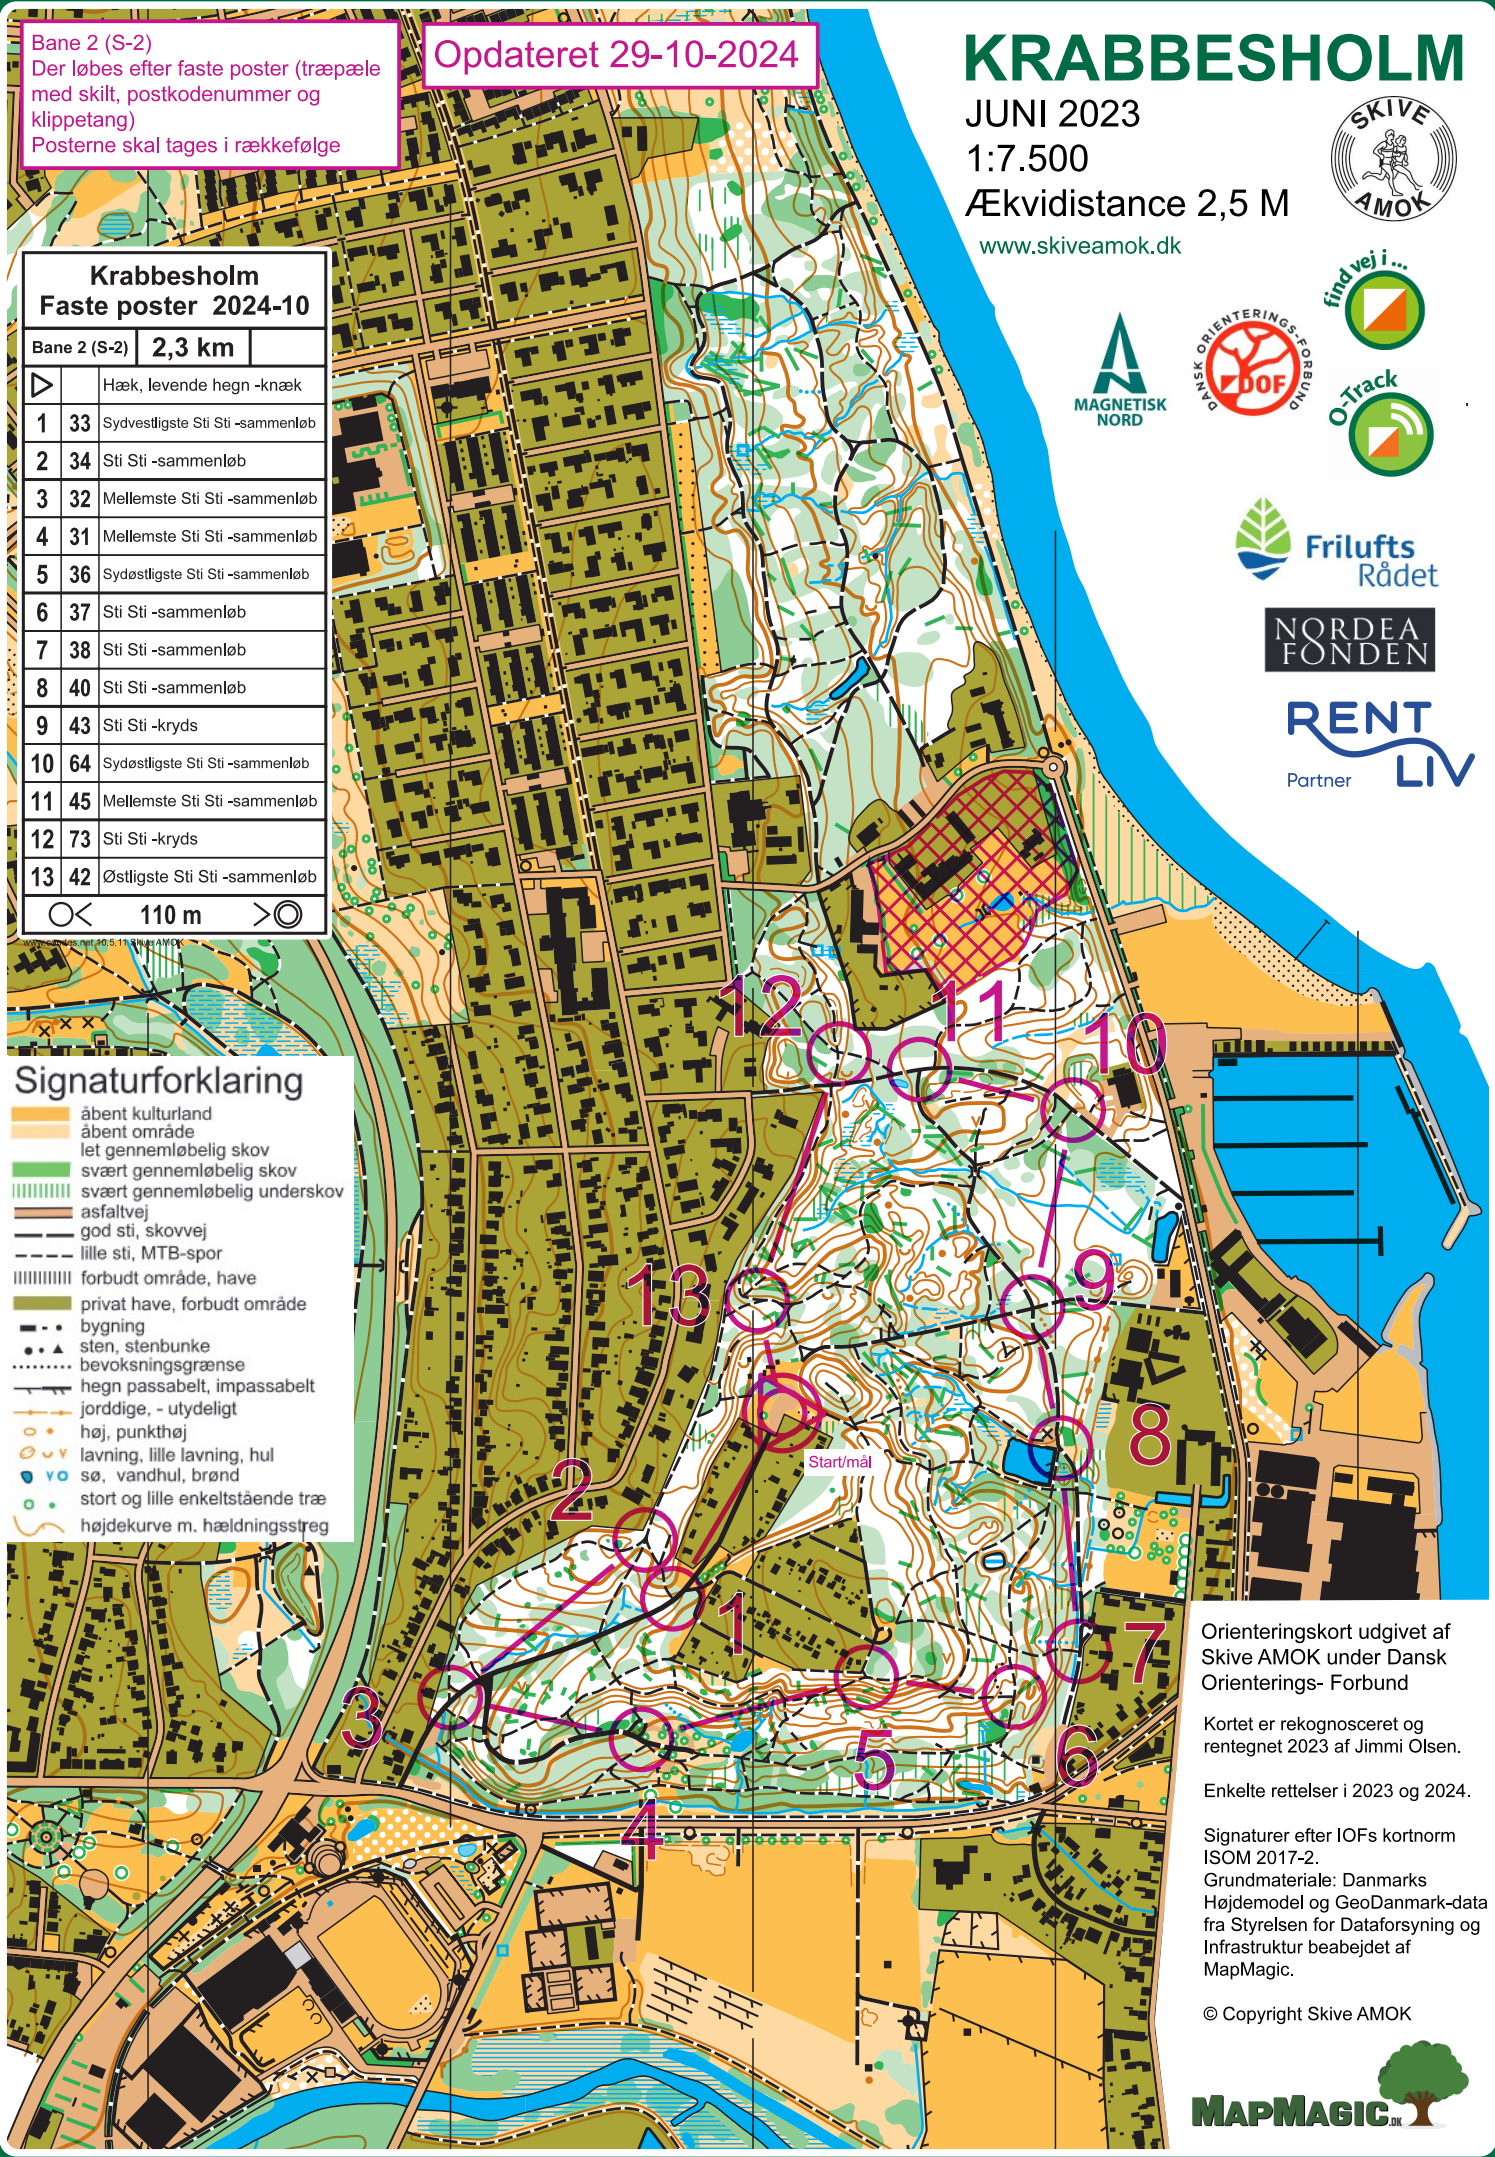 Bane 2 (S-2)
Der løbes efter faste poster (træpæle
med skilt, postkodenummer og
klippetang)
Posterne skal tages i rækkefølge
Opdateret 29-10-2024
KRABBESHOLM
JUNI 2023
1:7.500
Ækvidistance 2,5 M
www.skiveamok.dk
SKIVE
AMOK
find vej i ...
MAGNETISK
NORD
DANSK ORIENTERINGS-FORBUND
DOF
O-Track
Frilufts
Rådet
NORDEA
FONDEN
RENT
LIV
Partner
Krabbesholm
Faste poster 2024-10
Bane 2 (S-2) 2,3 km
Hæk, levende hegn -knæk
1 33 Sydvestligste Sti Sti -sammenløb
2 34 Sti Sti -sammenløb
3 32 Mellemste Sti Sti -sammenløb
4 31 Mellemste Sti Sti -sammenløb
5 36 Sydøstligste Sti Sti -sammenløb
6 37 Sti Sti -sammenløb
7 38 Sti Sti -sammenløb
8 40 Sti Sti -sammenløb
9 43 Sti Sti -kryds
10 64 Sydøstligste Sti Sti -sammenløb
11 45 Mellemste Sti Sti -sammenløb
12 73 Sti Sti -kryds
13 42 Østligste Sti Sti -sammenløb
110 m
Signaturforklaring
åbent kulturland
åbent område
let gennemløbelig skov
svært gennemløbelig skov
svært gennemløbelig underskov
asfaltvej
god sti, skovvej
lille sti, MTB-spor
forbudt område, have
privat have, forbudt område
bygning
sten, stenbunke
bevoksningsgrænse
hegn passabelt, impassabelt
jorddige, - utydeligt
høj, punkthøj
lavning, lille lavning, hul
sø, vandhul, brønd
stort og lille enkeltstående træ
højdekurve m. hældningsstreg
12
11
10
13
9
2
8
Start/mål
1
7
3
5
6
4
Orienteringskort udgivet af
Skive AMOK under Dansk
Orienterings- Forbund
Kortet er rekognosceret og
rentegnet 2023 af Jimmi Olsen.
Enkelte rettelser i 2023 og 2024.
Signaturer efter IOFs kortnorm
ISOM 2017-2.
Grundmateriale: Danmarks
Højdemodel og GeoDanmark-data
fra Styrelsen for Dataforsyning og
Infrastruktur beabejdet af
MapMagic.
© Copyright Skive AMOK
MAPMAGIC.DK